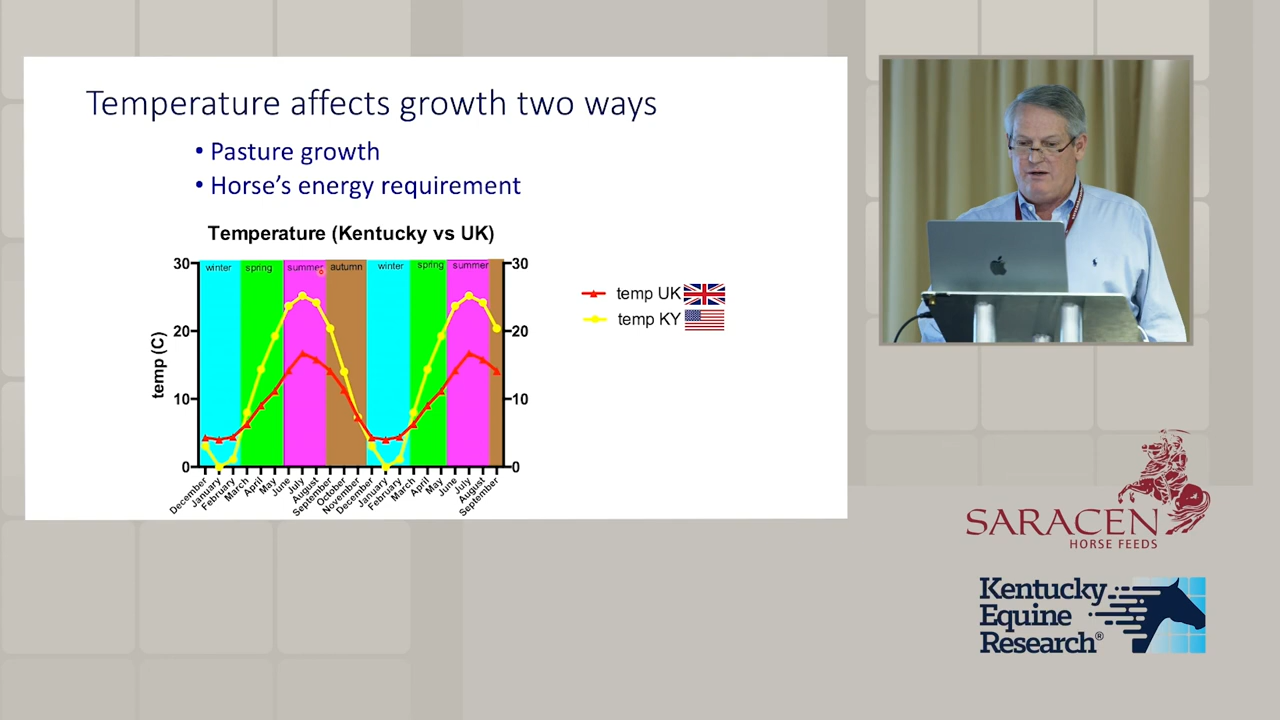 Temperature affects growth two ways
• Pasture growth
• Horse's energy requirement
Temperature (Kentucky vs UK)
30
20
10
0
temp (C)
winter
spring
summer
autumn
winter
spring
summer
30
20
10
0
December
January
February
March
April
May
June
July
August
September
October
November
December
January
February
March
April
May
June
July
August
September
temp UK
temp KY
SARACEN
HORSE FEEDS
Kentucky
Equine
Research®